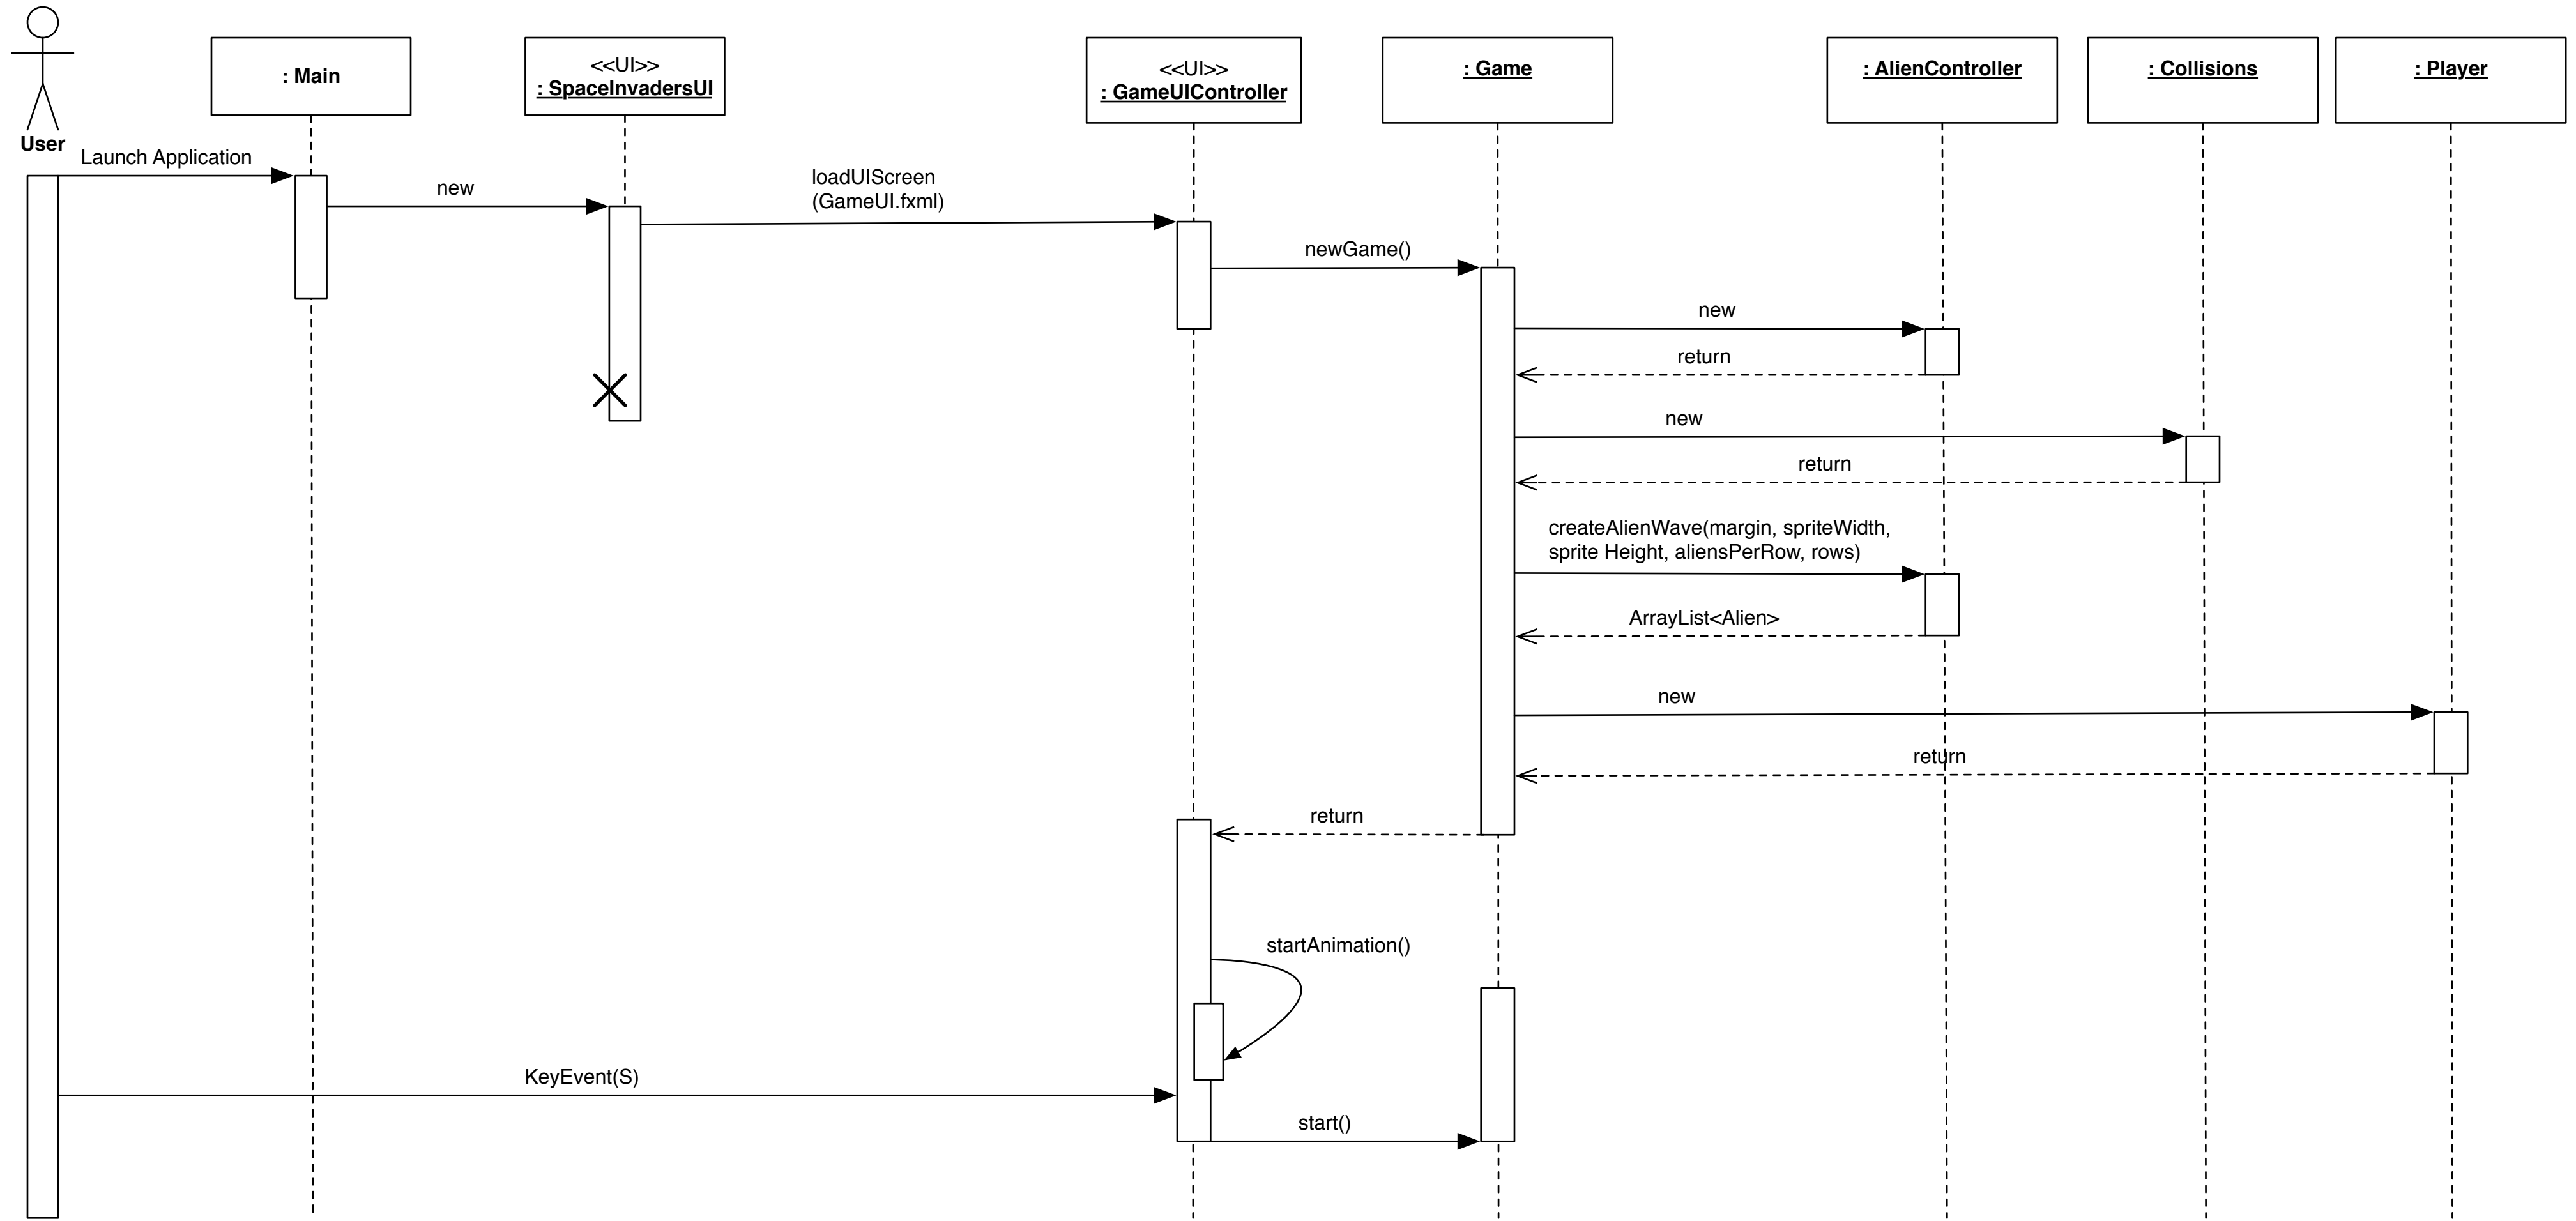 : Main
<<UI>>
: SpaceInvadersUI
<<UI>>
: GameUIController
: Game
: AlienController
: Collisions
: Player
User
Launch Application
new
loadUIScreen
(GameUI.fxml)
newGame()
new
return
new
return
createAlienWave(margin, spriteWidth,
sprite Height, aliensPerRow, rows)
ArrayList<Alien>
new
return
return
startAnimation()
KeyEvent(S)
start()